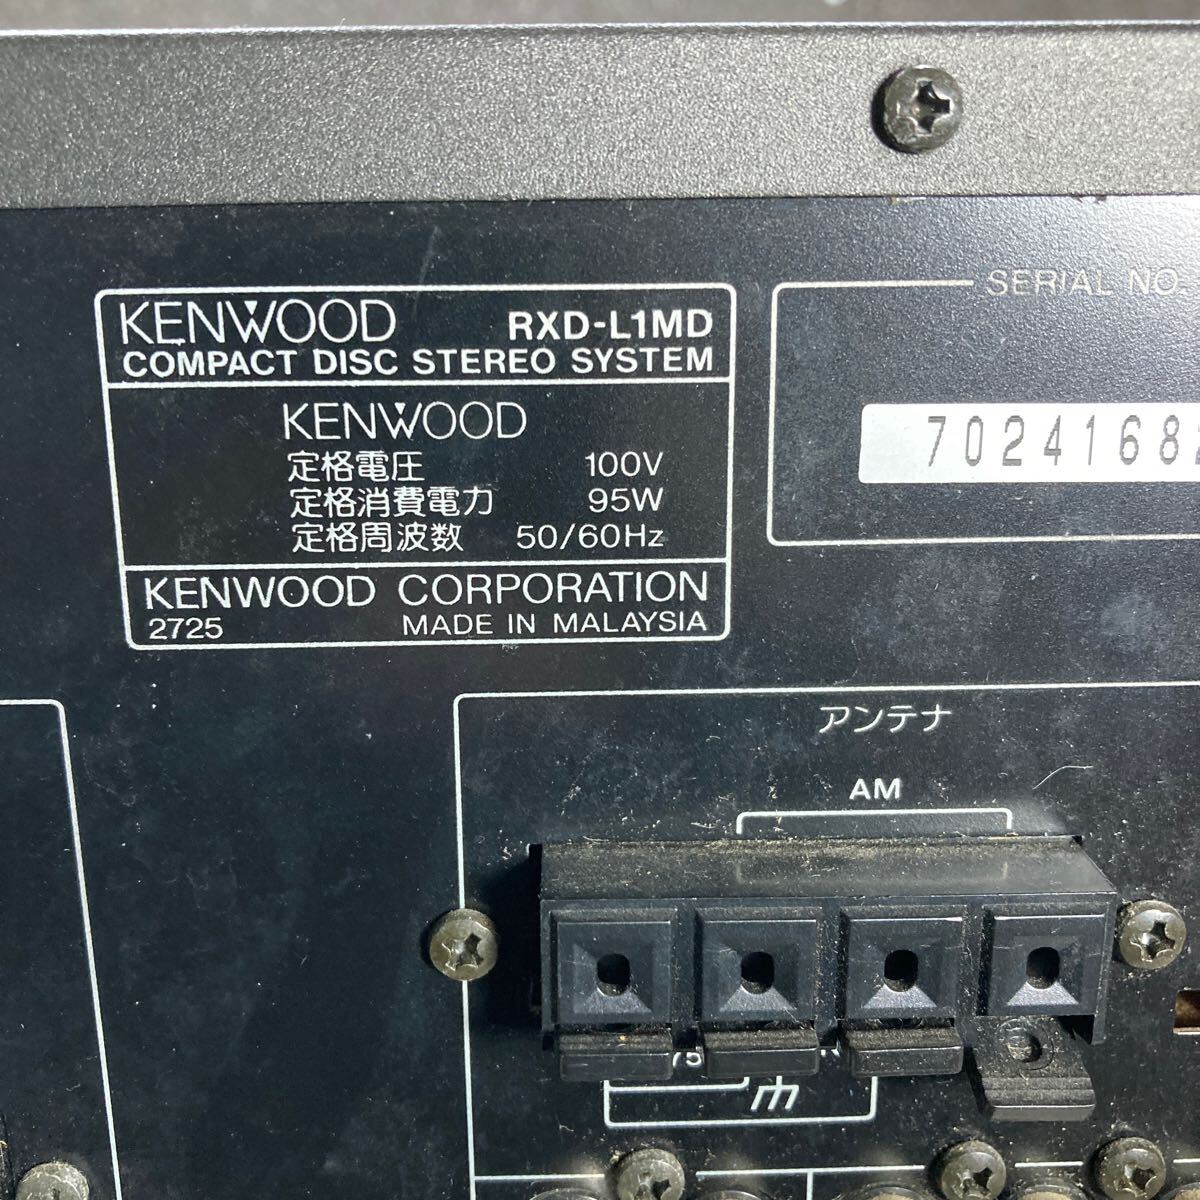 KENWOOD RXD-L1MD
COMPACT DISC STEREO SYSTEM
KENWOOD
定格電圧 100V
定格消費電力 95W
定格周波数 50/60Hz
KENWOOD CORPORATION
2725 MADE IN MALAYSIA
SERIAL NO
7024168
アンテナ
AM
75